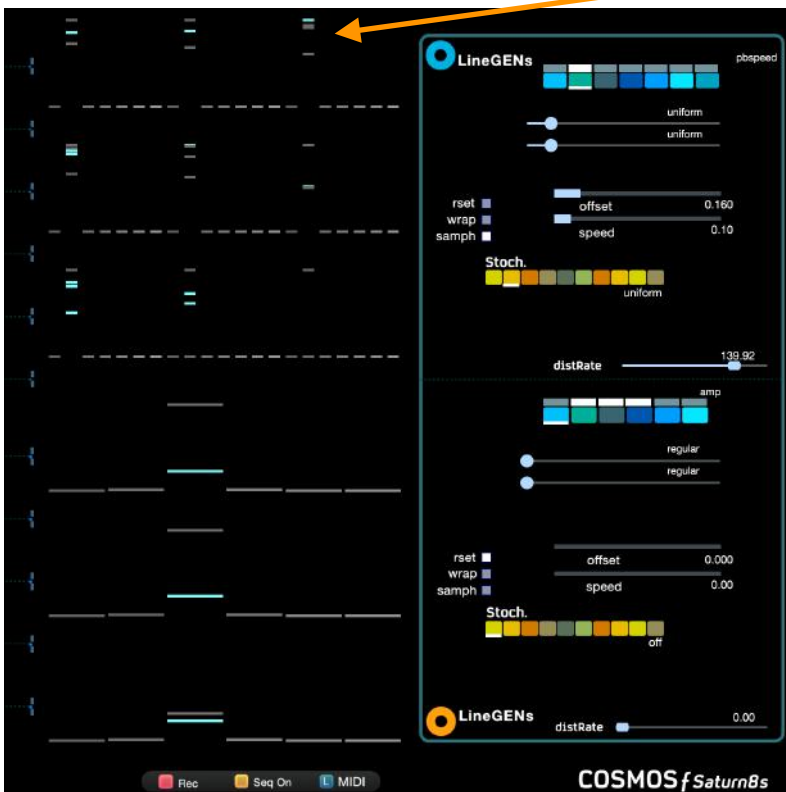 LineGENs
pbspeed
uniform
uniform
rset
wrap
samph
offset 0.160
speed 0.10
Stoch.
uniform
distRate 139.92
amp
regular
regular
rset
wrap
samph
offset 0.000
speed 0.00
Stoch.
off
LineGENs
distRate 0.00
Rec
Seq On
L MIDI
COSMOS f Saturn8s